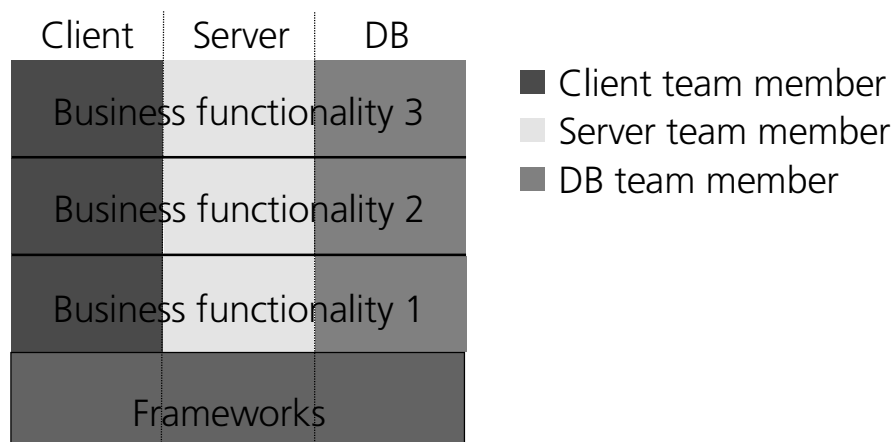 Client Server DB
Business functionality 3
Business functionality 2
Business functionality 1
Frameworks
Client team member
Server team member
DB team member